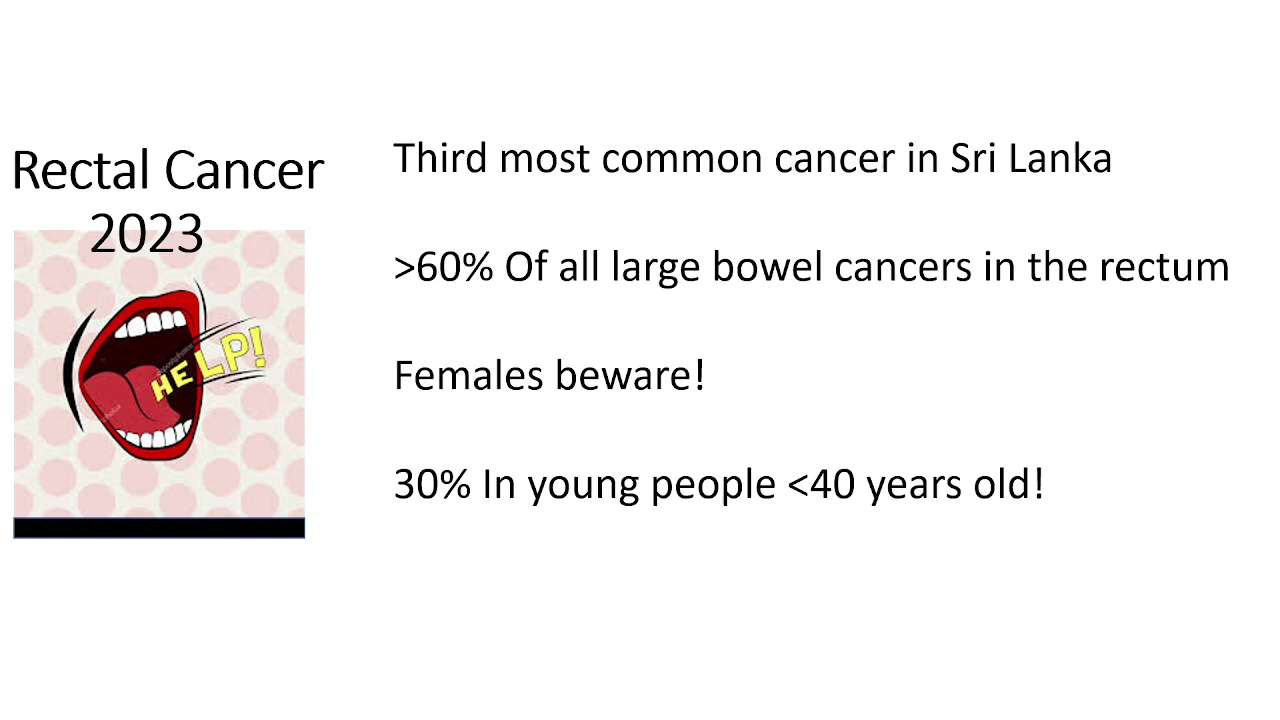 Rectal Cancer
2023
HELP!
Third most common cancer in Sri Lanka
>60% Of all large bowel cancers in the rectum
Females beware!
30% In young people <40 years old!